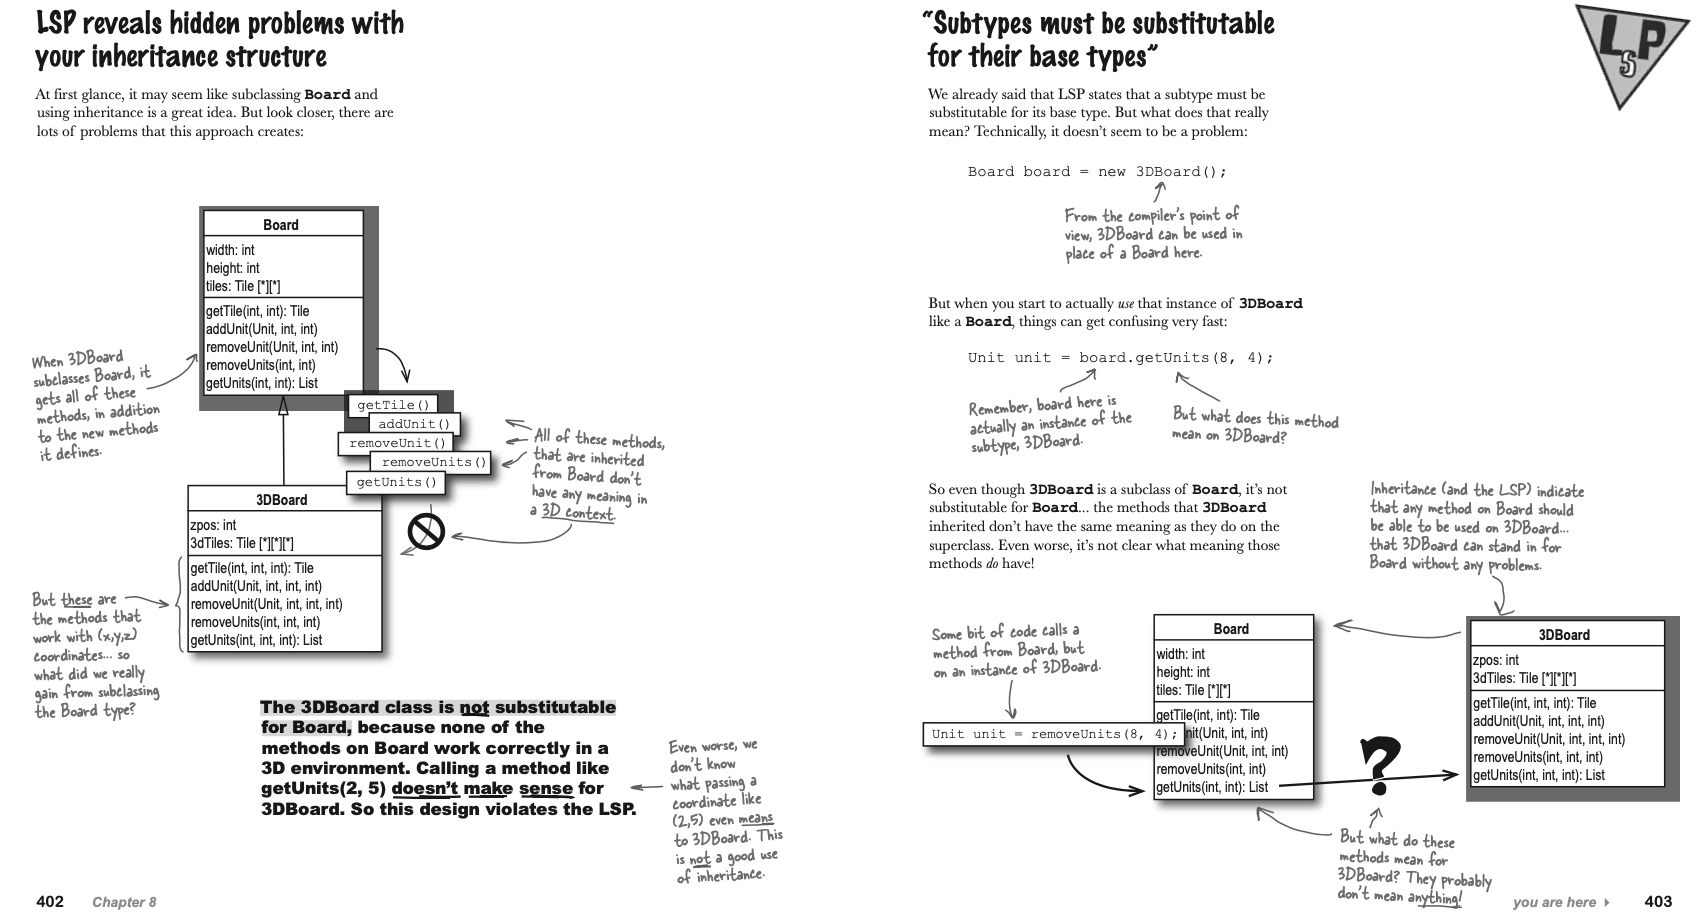 LSP reveals hidden problems with
your inheritance structure
At first glance, it may seem like subclassing Board and
using inheritance is a great idea. But look closer, there are
lots of problems that this approach creates:
Board
width: int
height: int
tiles: Tile [*][*]
getTile(int, int): Tile
addUnit(Unit, int, int)
removeUnit(Unit, int, int)
removeUnits(int, int)
getUnits(int, int): List
When 3DBoard
subclasses Board, it
gets all of these
methods, in addition
to the new methods
it defines.
getTile()
addUnit()
removeUnit()
removeUnits()
getUnits()
All of these methods,
that are inherited
from Board don't
have any meaning in
a 3D context.
3DBoard
zpos: int
3dTiles: Tile [*][*][*]
getTile(int, int, int): Tile
addUnit(Unit, int, int, int)
removeUnit(Unit, int, int, int)
removeUnits(int, int, int)
getUnits(int, int, int): List
But these are
the methods that
work with (x,y,z)
coordinates... so
what did we really
gain from subclassing
the Board type?
The 3DBoard class is not substitutable
for Board, because none of the
methods on Board work correctly in a
3D environment. Calling a method like
getUnits(2, 5) doesn't make sense for
3DBoard. So this design violates the LSP.
Even worse, we
don't know
what passing a
coordinate like
(2,5) even means
to 3DBoard. This
is not a good use
of inheritance.
402 Chapter 8
"Subtypes must be substitutable
for their base types"
LSP
We already said that LSP states that a subtype must be
substitutable for its base type. But what does that really
mean? Technically, it doesn't seem to be a problem:
Board board = new 3DBoard();
From the compiler's point of
view, 3DBoard can be used in
place of a Board here.
But when you start to actually use that instance of 3DBoard
like a Board, things can get confusing very fast:
Unit unit = board.getUnits(8, 4);
Remember, board here is
actually an instance of the
subtype, 3DBoard.
But what does this method
mean on 3DBoard?
So even though 3DBoard is a subclass of Board, it's not
substitutable for Board... the methods that 3DBoard
inherited don't have the same meaning as they do on the
superclass. Even worse, it's not clear what meaning those
methods do have!
Inheritance (and the LSP) indicate
that any method on Board should
be able to be used on 3DBoard...
that 3DBoard can stand in for
Board without any problems.
Some bit of code calls a
method from Board, but
on an instance of 3DBoard.
Unit unit = removeUnits(8, 4);
Board
width: int
height: int
tiles: Tile [*][*]
getTile(int, int): Tile
nit(Unit, int, int)
removeUnit(Unit, int, int)
removeUnits(int, int)
getUnits(int, int): List
?
3DBoard
zpos: int
3dTiles: Tile [*][*][*]
getTile(int, int, int): Tile
addUnit(Unit, int, int, int)
removeUnit(Unit, int, int, int)
removeUnits(int, int, int)
getUnits(int, int, int): List
But what do these
methods mean for
3DBoard? They probably
don't mean anything!
you are here 403